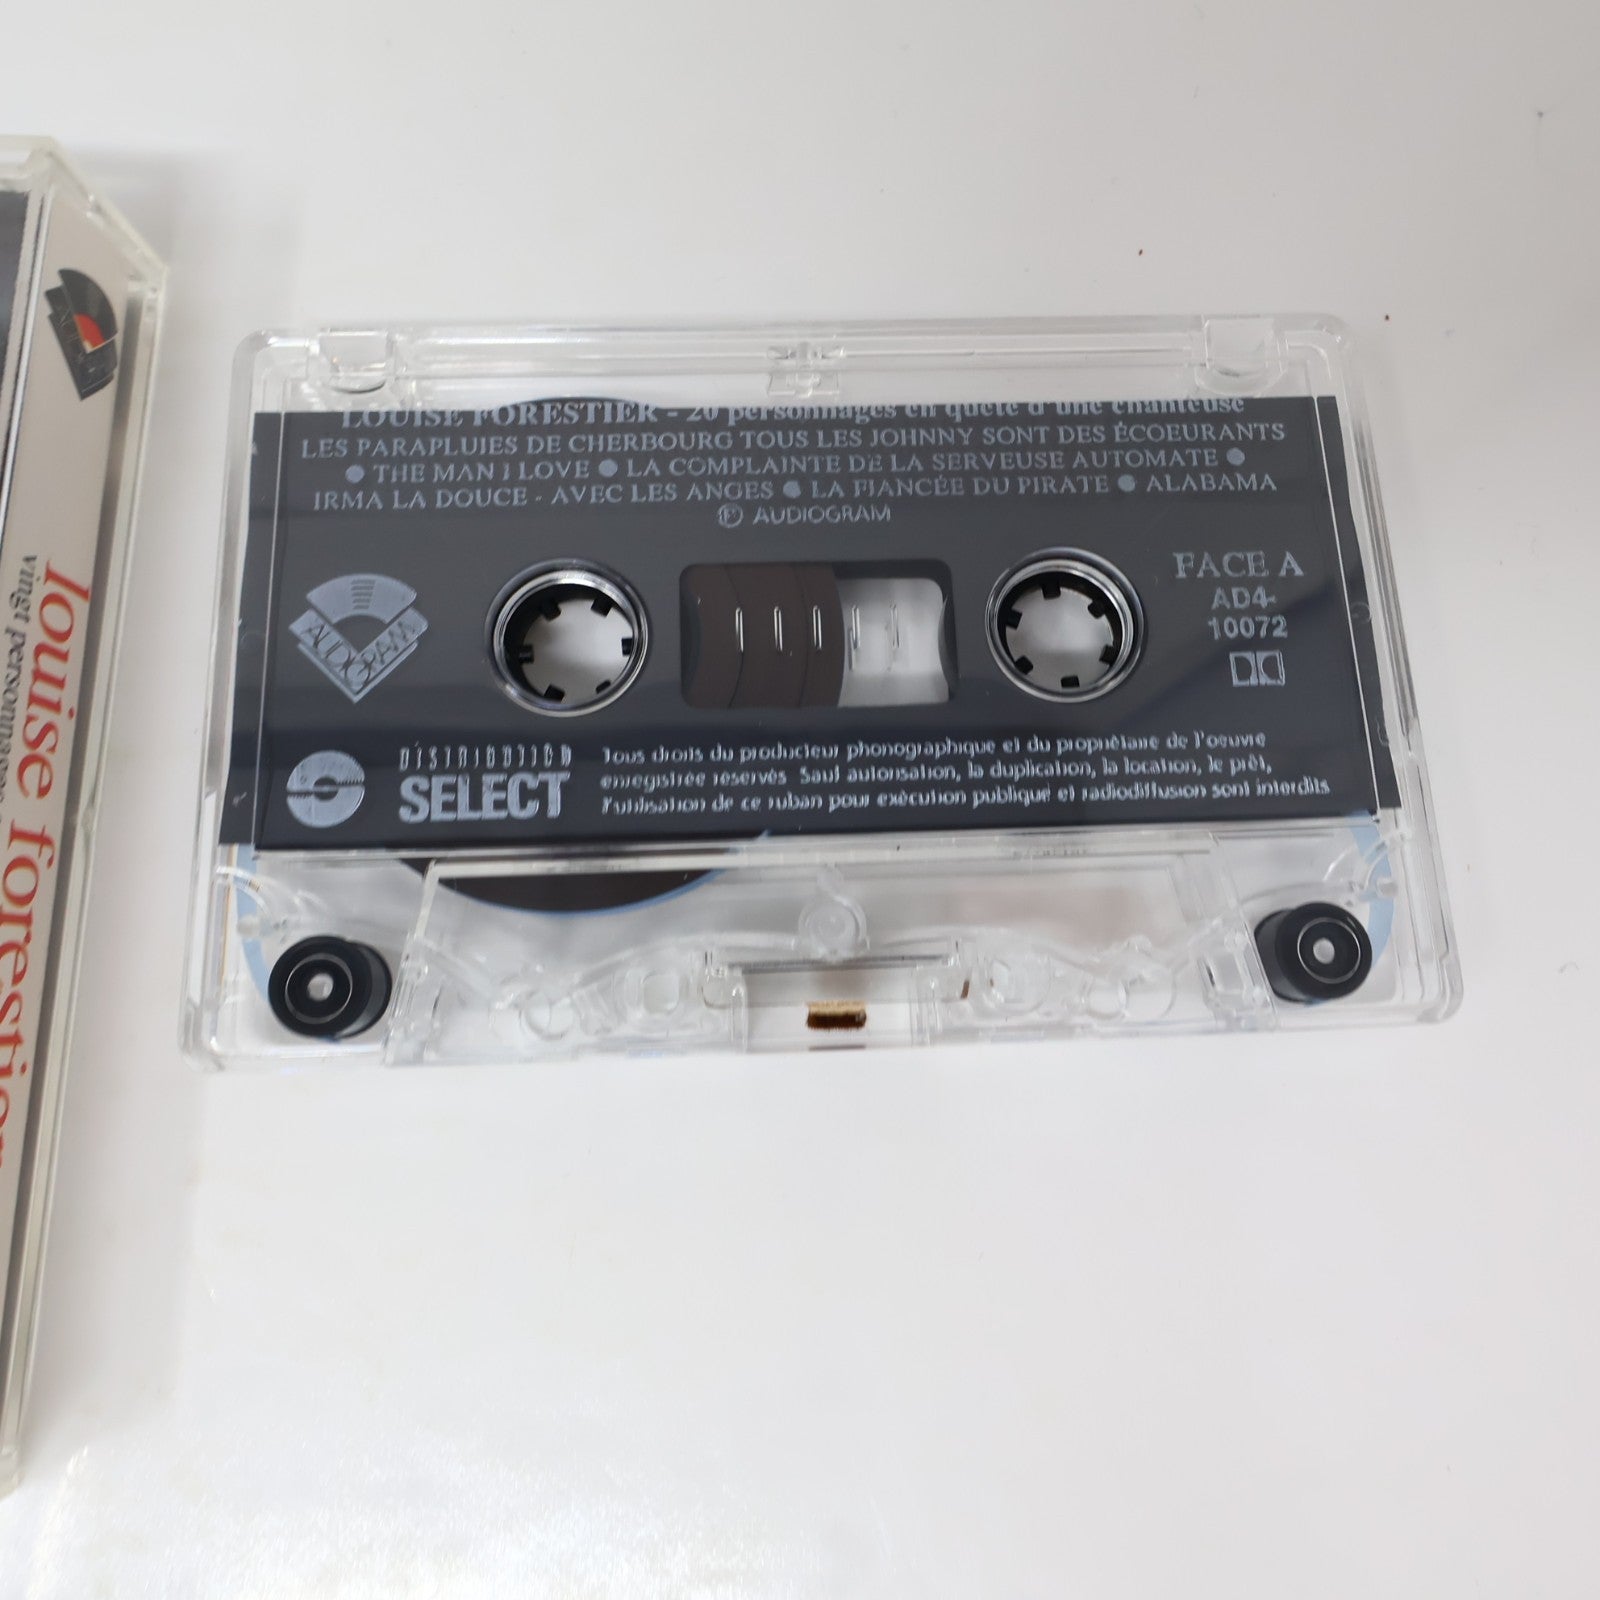 LOUISE FORESTIER - 20 personnages en quête d'une chanteuse
LES PARAPLUIES DE CHERBOURG TOUS LES JOHNNY SONT DES ÉCOEURANTS
● THE MAN I LOVE ● LA COMPLAINTE DE LA SERVEUSE AUTOMATE ●
IRMA LA DOUCE - AVEC LES ANGES ● LA FIANCÉE DU PIRATE ● ALABAMA
Ⓟ AUDIOGRAM
FACE A
AD4-
10072
AUDIOGRAM
DISTRIBUTION
SELECT
Tous droits du producteur phonographique et du propriétaire de l'oeuvre
enregistrée réservés Sauf autorisation, la duplication, la location, le prêt,
l'utilisation de ce ruban pour exécution publique et radiodiffusion sont interdits
louise forestier
vingt personnages